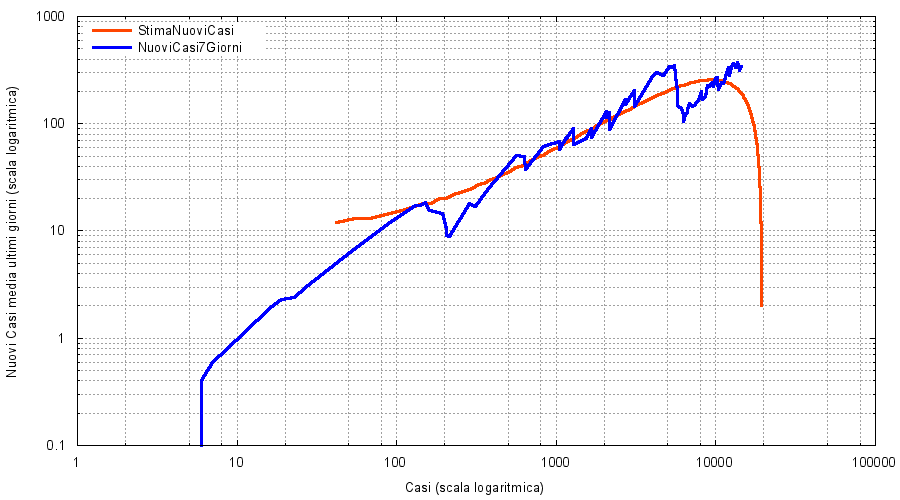 1000
StimaNuoviCasi
NuoviCasi7Giorni
100
10
1
0.1
1 10 100 1000 10000 100000
Casi (scala logaritmica)
Nuovi Casi media ultimi giorni (scala logaritmica)